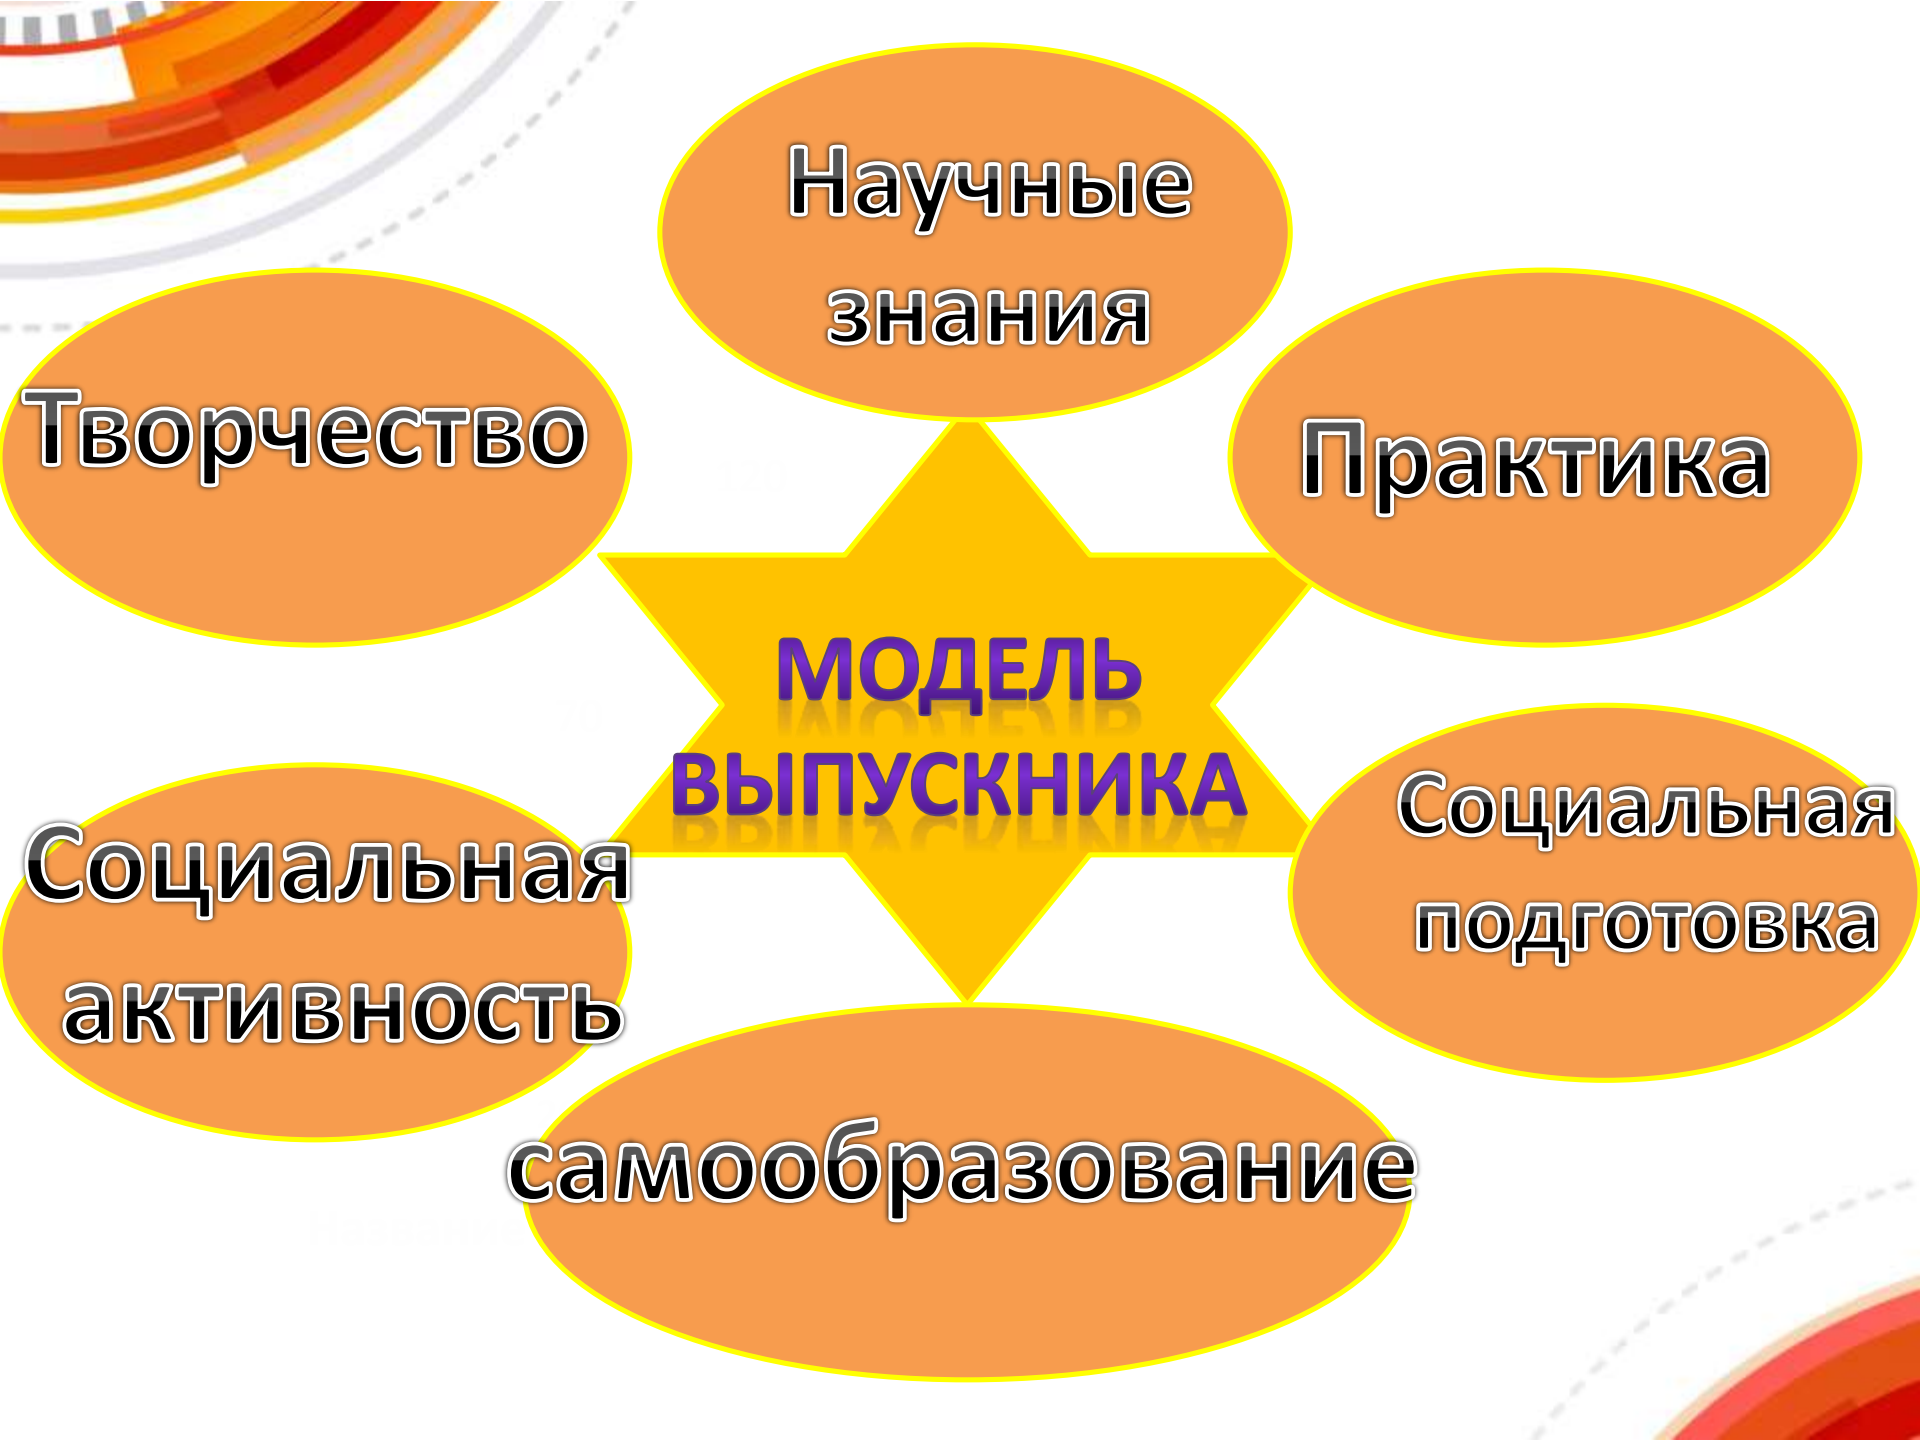 Научные
знания
Творчество
Практика
МОДЕЛЬ
ВЫПУСКНИКА
Социальная
подготовка
Социальная
активность
самообразование